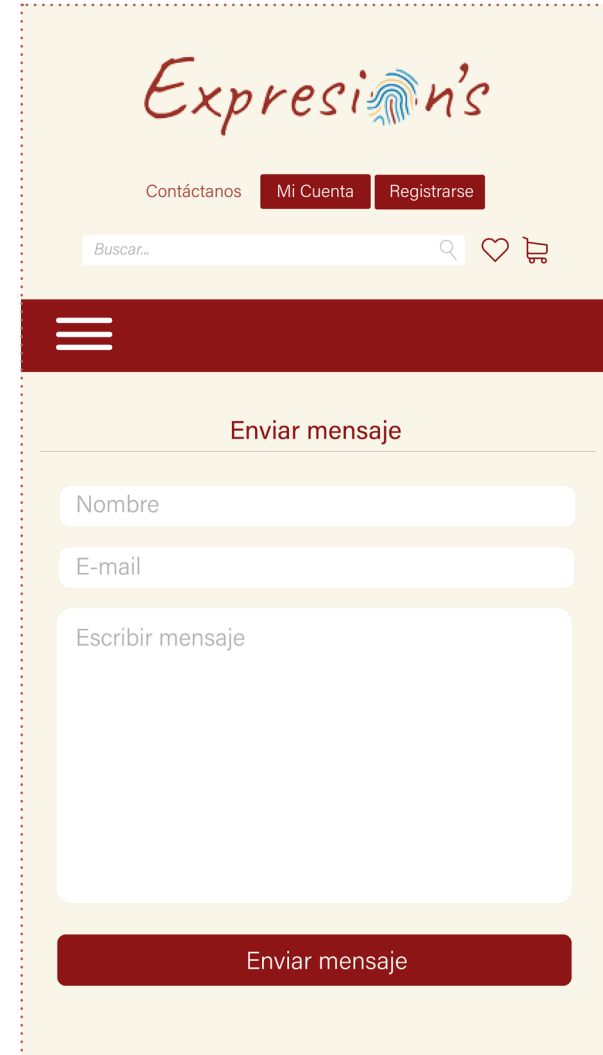 Expresion's
Contáctanos Mi Cuenta Registrarse
Buscar...
Enviar mensaje
Nombre
E-mail
Escribir mensaje
Enviar mensaje